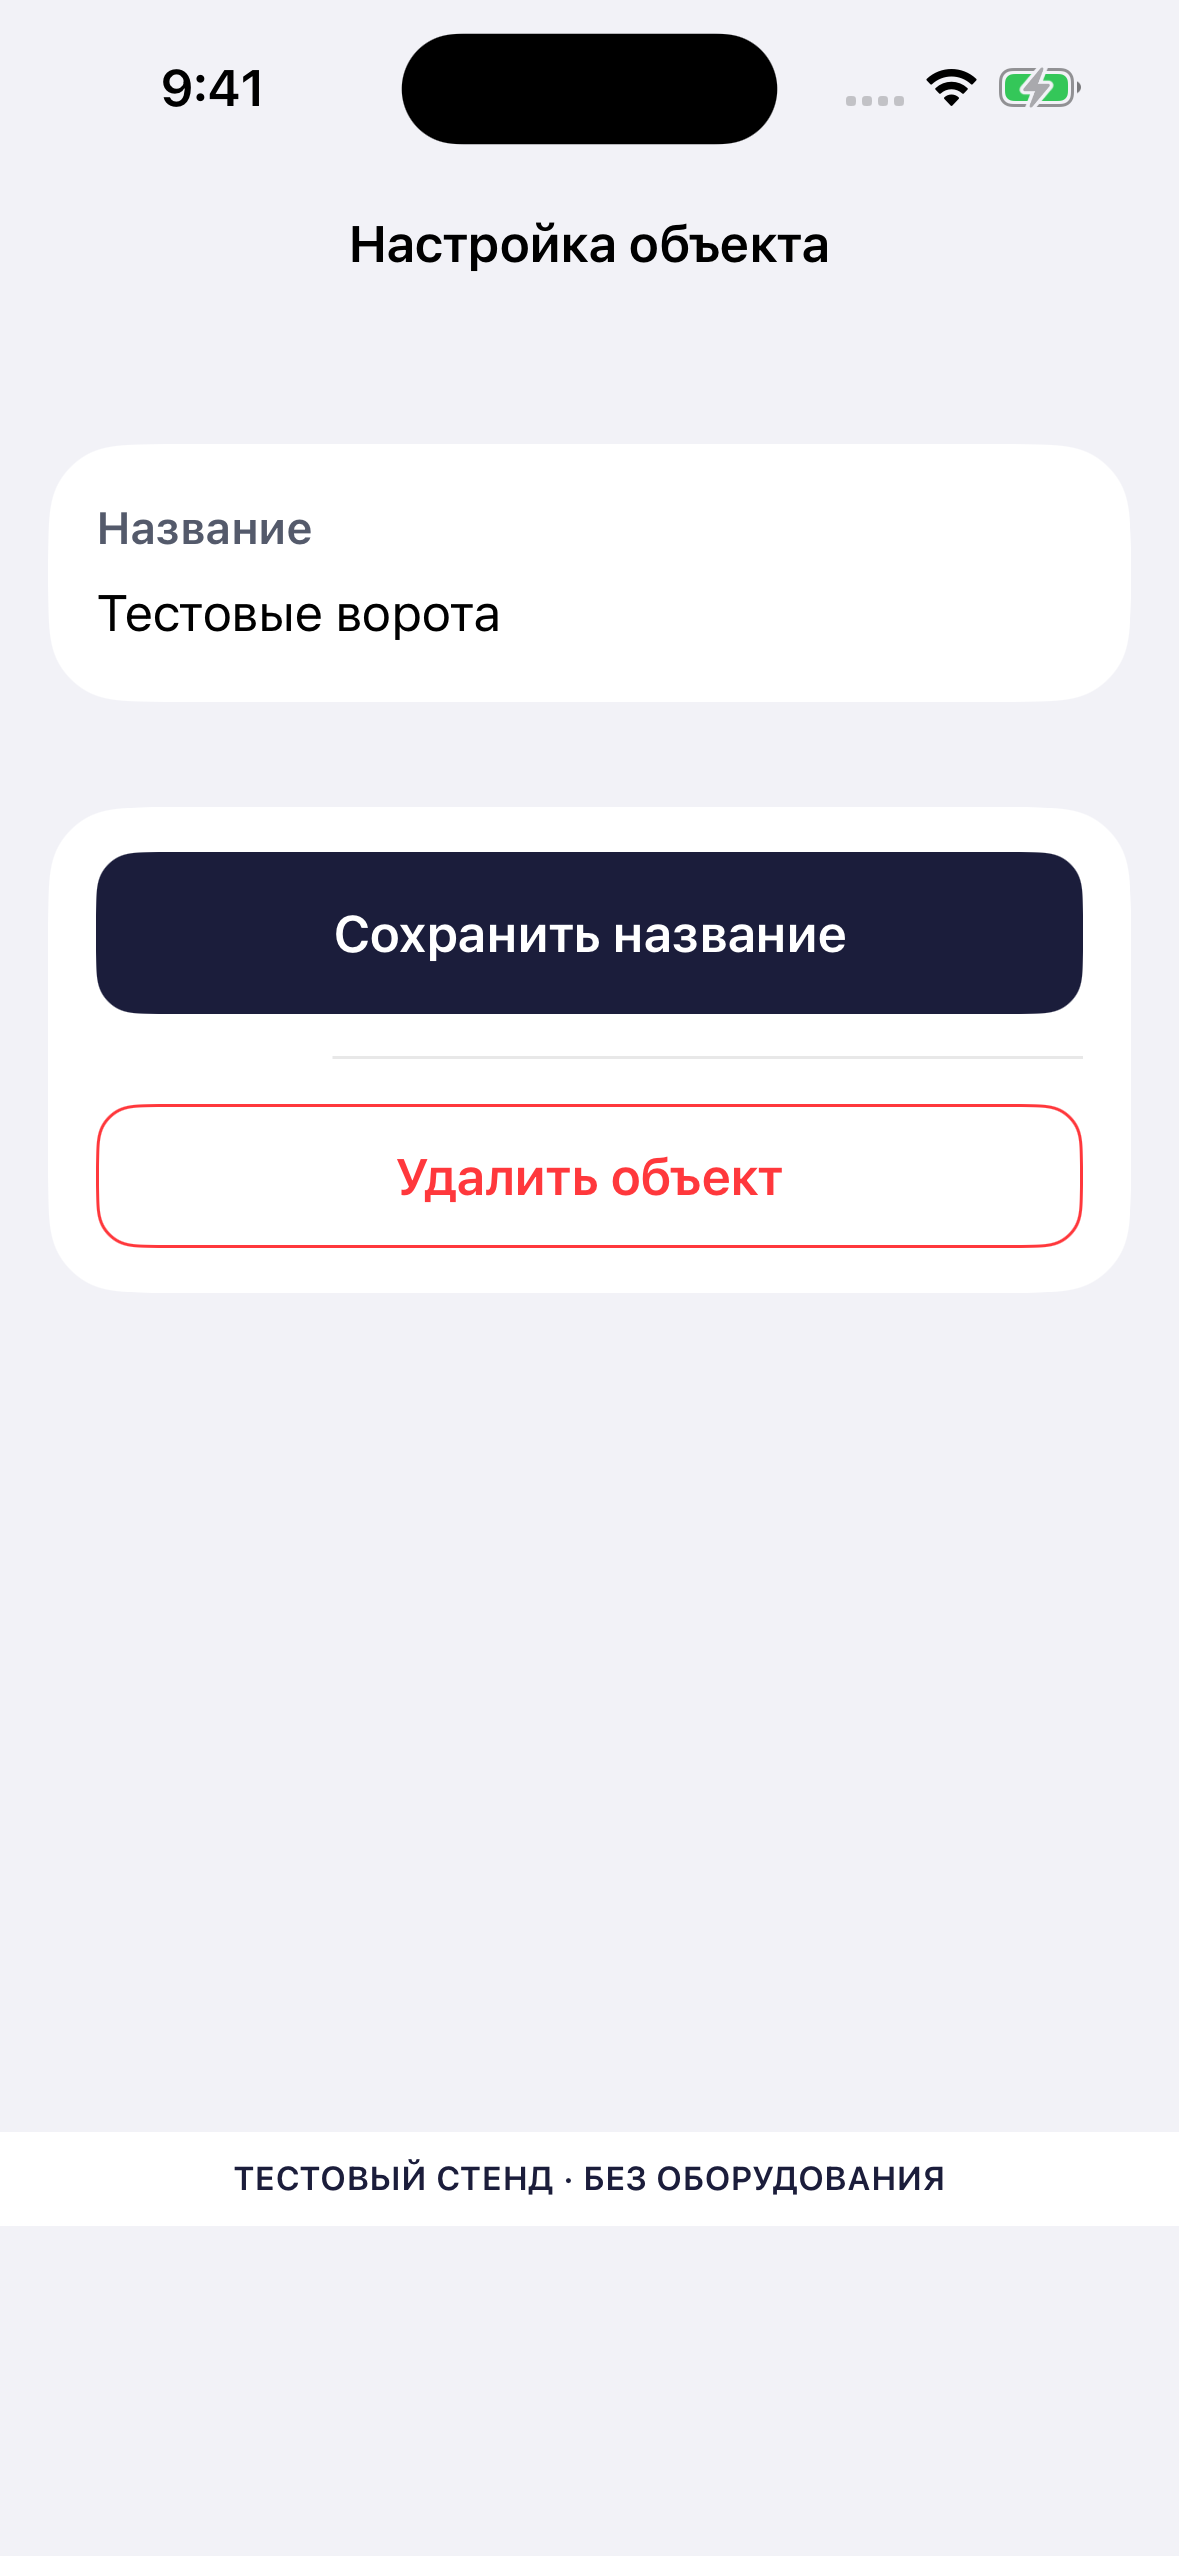 9:41
Настройка объекта
Название
Тестовые ворота
Сохранить название
Удалить объект
ТЕСТОВЫЙ СТЕНД · БЕЗ ОБОРУДОВАНИЯ